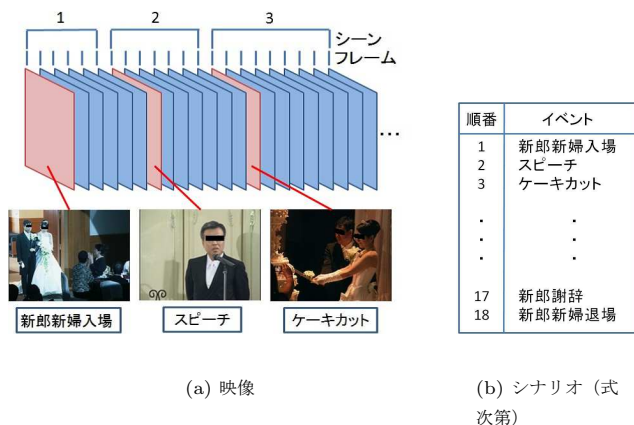 1 2 3
シーン
フレーム
...
新郎新婦入場 スピーチ ケーキカット
(a) 映像
順番 イベント
1 新郎新婦入場
2 スピーチ
3 ケーキカット
・ ・
・ ・
・ ・
17 新郎謝辞
18 新郎新婦退場
(b) シナリオ（式
次第）